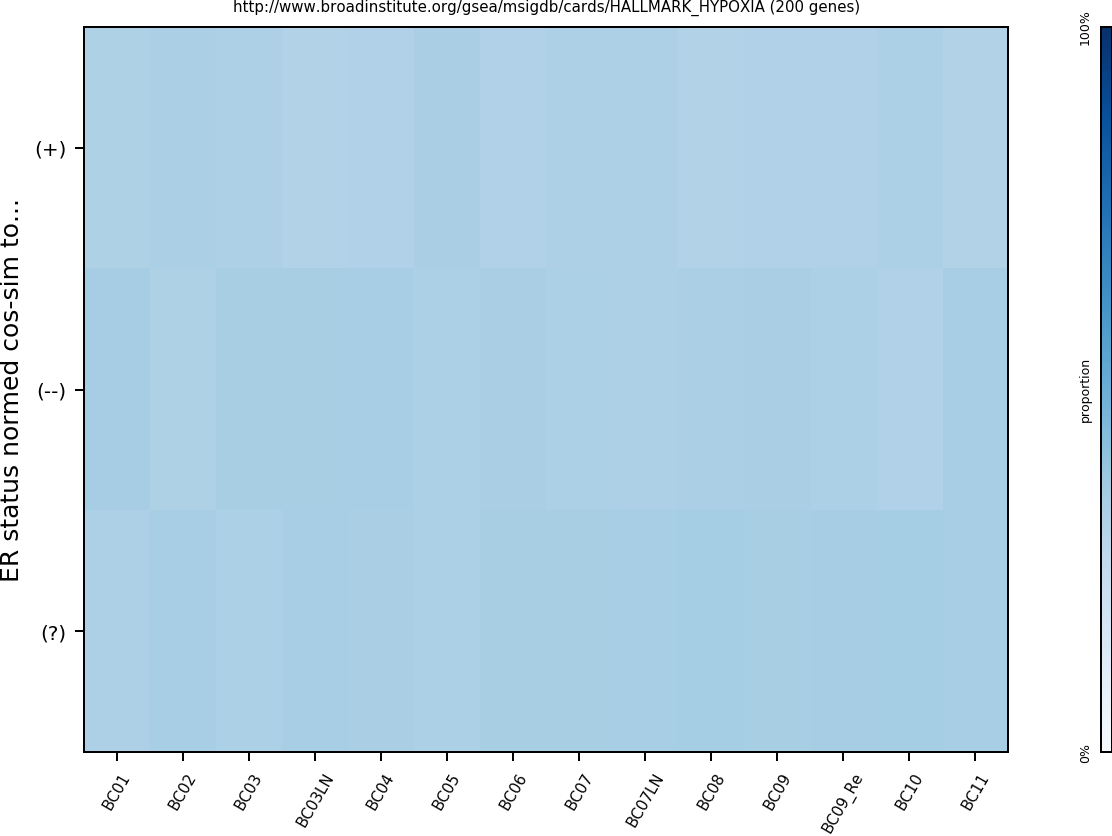 http://www.broadinstitute.org/gsea/msigdb/cards/HALLMARK_HYPOXIA (200 genes)
100%
(+)
ER status normed cos-sim to...
(--)
proportion
(?)
0%
BC01
BC02
BC03
BC03LN
BC04
BC05
BC06
BC07
BC07LN
BC08
BC09
BC09_Re
BC10
BC11